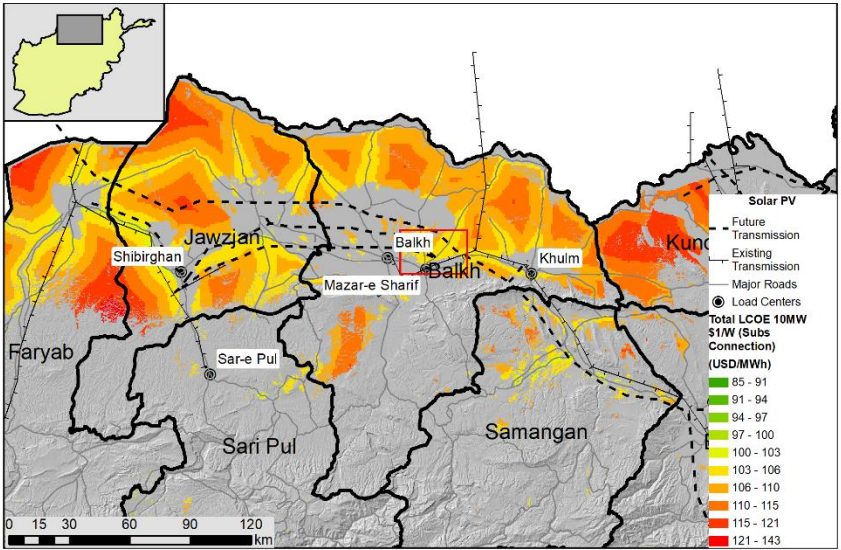 Jawzjan
Shibirghan
Balkh
Balkh
Khulm
Mazar-e Sharif
Faryab
Sar-e Pul
Sari Pul
Samangan
Kund
Solar PV
Future
Transmission
Existing
Transmission
Major Roads
Load Centers
Total LCOE 10MW
$1/W (Subs
Connection)
(USD/MWh)
85 - 91
91 - 94
94 - 97
97 - 100
100 - 103
103 - 106
106 - 110
110 - 115
115 - 121
121 - 143
0 15 30 60 90 120
km